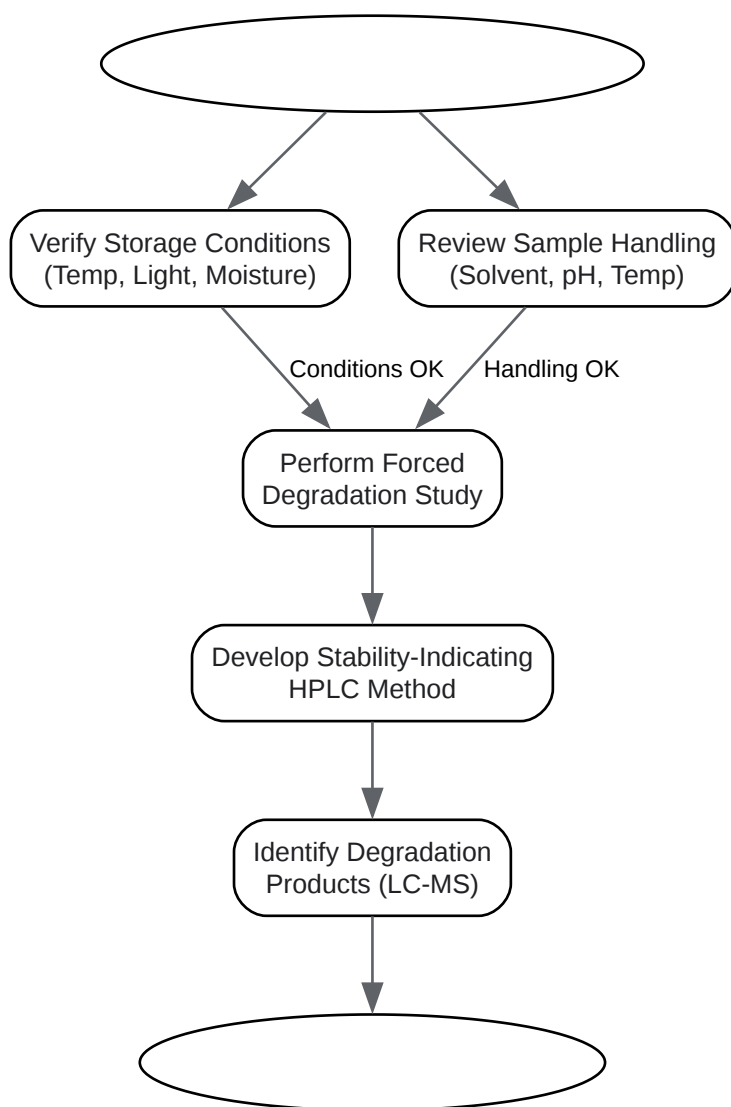 Verify Storage Conditions
(Temp, Light, Moisture)
Review Sample Handling
(Solvent, pH, Temp)
Conditions OK
Handling OK
Perform Forced
Degradation Study
Develop Stability-Indicating
HPLC Method
Identify Degradation
Products (LC-MS)